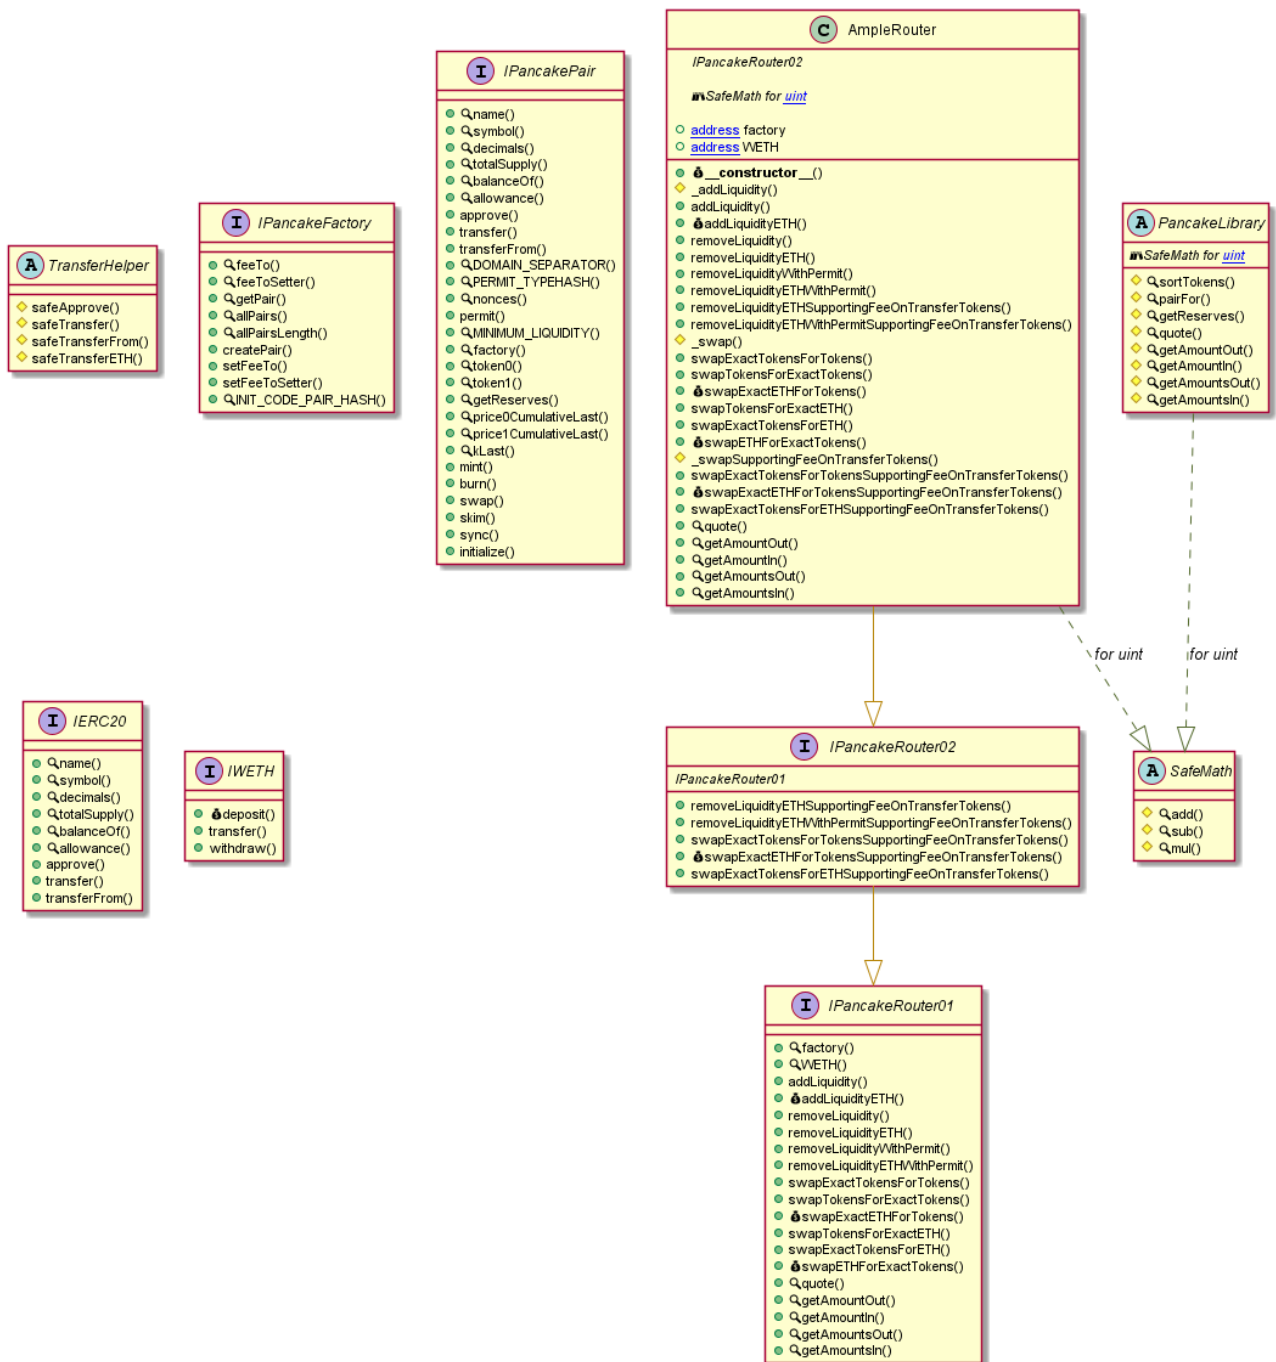 I IPancakePair
name()
symbol()
decimals()
totalSupply()
balanceOf()
allowance()
approve()
transfer()
transferFrom()
DOMAIN_SEPARATOR()
PERMIT_TYPEHASH()
nonces()
permit()
MINIMUM_LIQUIDITY()
factory()
token0()
token1()
getReserves()
price0CumulativeLast()
price1CumulativeLast()
kLast()
mint()
burn()
swap()
skim()
sync()
initialize()
C AmpleRouter
IPancakeRouter02
SafeMath for uint
address factory
address WETH
__constructor__()
_addLiquidity()
addLiquidity()
addLiquidityETH()
removeLiquidity()
removeLiquidityETH()
removeLiquidityWithPermit()
removeLiquidityETHWithPermit()
removeLiquidityETHSupportingFeeOnTransferTokens()
removeLiquidityETHWithPermitSupportingFeeOnTransferTokens()
_swap()
swapExactTokensForTokens()
swapTokensForExactTokens()
swapExactETHForTokens()
swapTokensForExactETH()
swapExactTokensForETH()
swapETHForExactTokens()
_swapSupportingFeeOnTransferTokens()
swapExactTokensForTokensSupportingFeeOnTransferTokens()
swapExactETHForTokensSupportingFeeOnTransferTokens()
swapExactTokensForETHSupportingFeeOnTransferTokens()
quote()
getAmountOut()
getAmountIn()
getAmountsOut()
getAmountsIn()
A TransferHelper
safeApprove()
safeTransfer()
safeTransferFrom()
safeTransferETH()
I IPancakeFactory
feeTo()
feeToSetter()
getPair()
allPairs()
allPairsLength()
createPair()
setFeeTo()
setFeeToSetter()
INIT_CODE_PAIR_HASH()
A PancakeLibrary
SafeMath for uint
sortTokens()
pairFor()
getReserves()
quote()
getAmountOut()
getAmountIn()
getAmountsOut()
getAmountsIn()
for uint
for uint
I IERC20
name()
symbol()
decimals()
totalSupply()
balanceOf()
allowance()
approve()
transfer()
transferFrom()
I IWETH
deposit()
transfer()
withdraw()
I IPancakeRouter02
IPancakeRouter01
removeLiquidityETHSupportingFeeOnTransferTokens()
removeLiquidityETHWithPermitSupportingFeeOnTransferTokens()
swapExactTokensForTokensSupportingFeeOnTransferTokens()
swapExactETHForTokensSupportingFeeOnTransferTokens()
swapExactTokensForETHSupportingFeeOnTransferTokens()
A SafeMath
add()
sub()
mul()
I IPancakeRouter01
factory()
WETH()
addLiquidity()
addLiquidityETH()
removeLiquidity()
removeLiquidityETH()
removeLiquidityWithPermit()
removeLiquidityETHWithPermit()
swapExactTokensForTokens()
swapTokensForExactTokens()
swapExactETHForTokens()
swapTokensForExactETH()
swapExactTokensForETH()
swapETHForExactTokens()
quote()
getAmountOut()
getAmountIn()
getAmountsOut()
getAmountsIn()